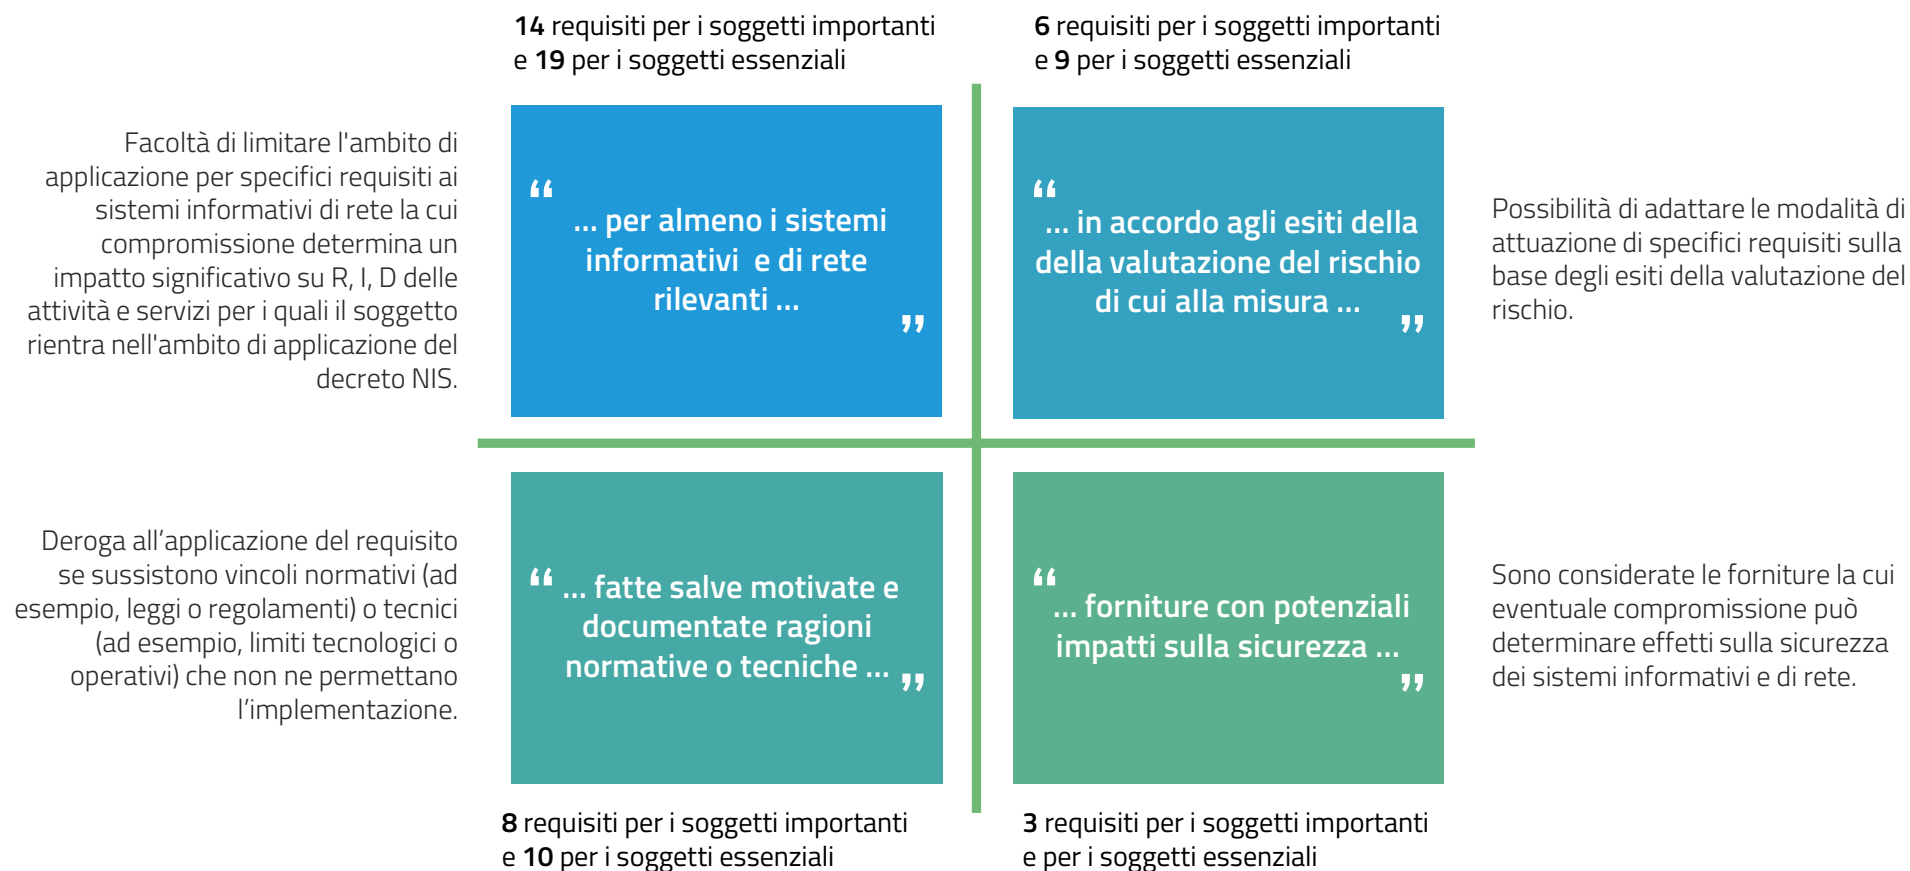 14 requisiti per i soggetti importanti
e 19 per i soggetti essenziali
6 requisiti per i soggetti importanti
e 9 per i soggetti essenziali
Facoltà di limitare l'ambito di
applicazione per specifici requisiti ai
sistemi informativi di rete la cui
compromissione determina un
impatto significativo su R, I, D delle
attività e servizi per i quali il soggetto
rientra nell'ambito di applicazione del
decreto NIS.
“
... per almeno i sistemi
informativi e di rete
rilevanti ...
”
“
... in accordo agli esiti della
della valutazione del rischio
di cui alla misura ...
”
Possibilità di adattare le modalità di
attuazione di specifici requisiti sulla
base degli esiti della valutazione del
rischio.
Deroga all’applicazione del requisito
se sussistono vincoli normativi (ad
esempio, leggi o regolamenti) o tecnici
(ad esempio, limiti tecnologici o
operativi) che non ne permettano
l’implementazione.
“ ... fatte salve motivate e
documentate ragioni
normative o tecniche ... ”
“
... forniture con potenziali
impatti sulla sicurezza ...
”
Sono considerate le forniture la cui
eventuale compromissione può
determinare effetti sulla sicurezza
dei sistemi informativi e di rete.
8 requisiti per i soggetti importanti
e 10 per i soggetti essenziali
3 requisiti per i soggetti importanti
e per i soggetti essenziali